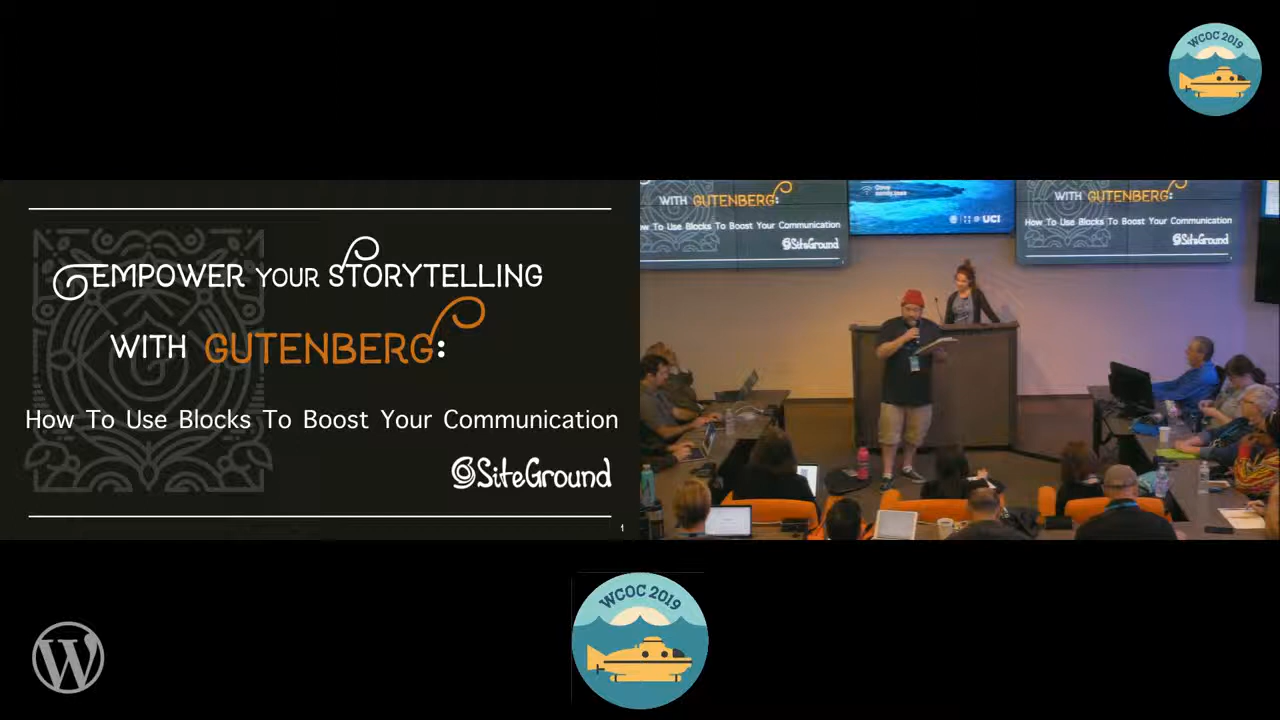 WCOC 2019
EMPOWER YOUR STORYTELLING
WITH GUTENBERG:
How To Use Blocks To Boost Your Communication
SiteGround
WITH GUTENBERG:
w To Use Blocks To Boost Your Communication
SiteGround
UCI
WITH GUTENBERG:
How To Use Blocks To Boost Your Communication
SiteGround
WCOC 2019
W